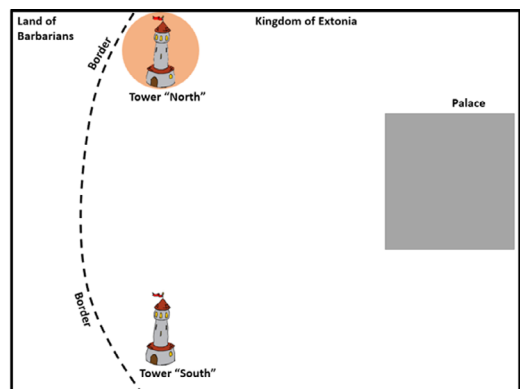 Land of
Barbarians
Kingdom of Extonia
Border
Tower “North”
Palace
Border
Tower “South”